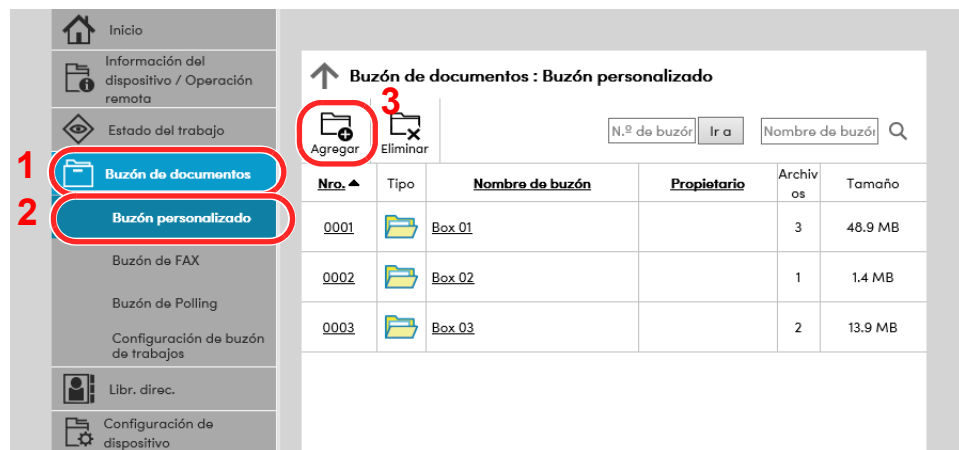 Inicio
Información del
dispositivo / Operación
remota
Estado del trabajo
1
Buzón de documentos
2
Buzón personalizado
Buzón de FAX
Buzón de Polling
Configuración de buzón
de trabajos
Libr. direc.
Configuración de
dispositivo
Buzón de documentos : Buzón personalizado
3
Agregar Eliminar N.º de buzór Ir a Nombre de buzór
Nro. Tipo Nombre de buzón Propietario Archiv
os Tamaño
0001 Box 01 3 48.9 MB
0002 Box 02 1 1.4 MB
0003 Box 03 2 13.9 MB